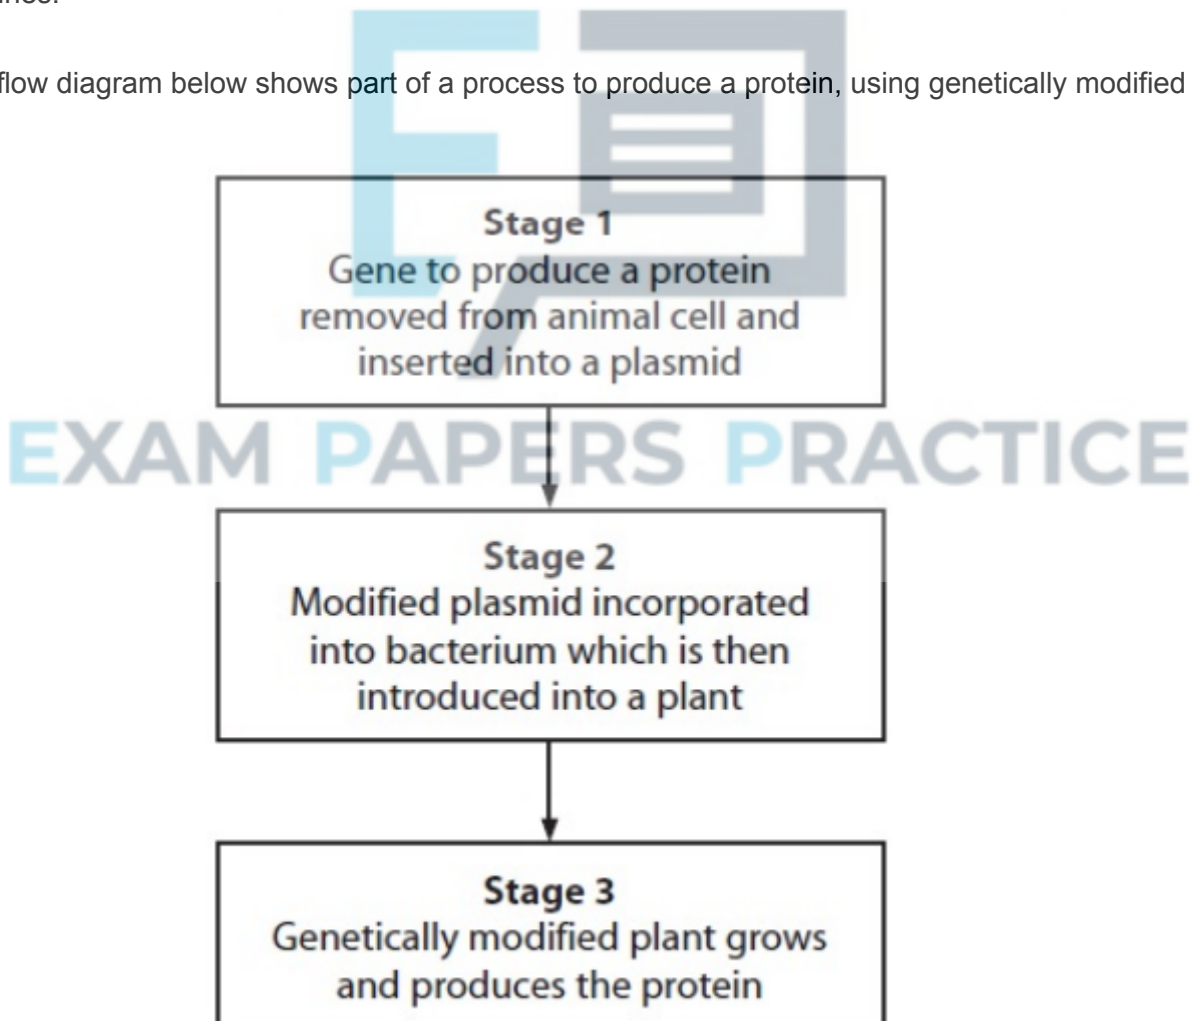 flow diagram below shows part of a process to produce a protein, using genetically modified
Stage 1
Gene to produce a protein
removed from animal cell and
inserted into a plasmid
EXAM PAPERS PRACTICE
Stage 2
Modified plasmid incorporated
into bacterium which is then
introduced into a plant
Stage 3
Genetically modified plant grows
and produces the protein